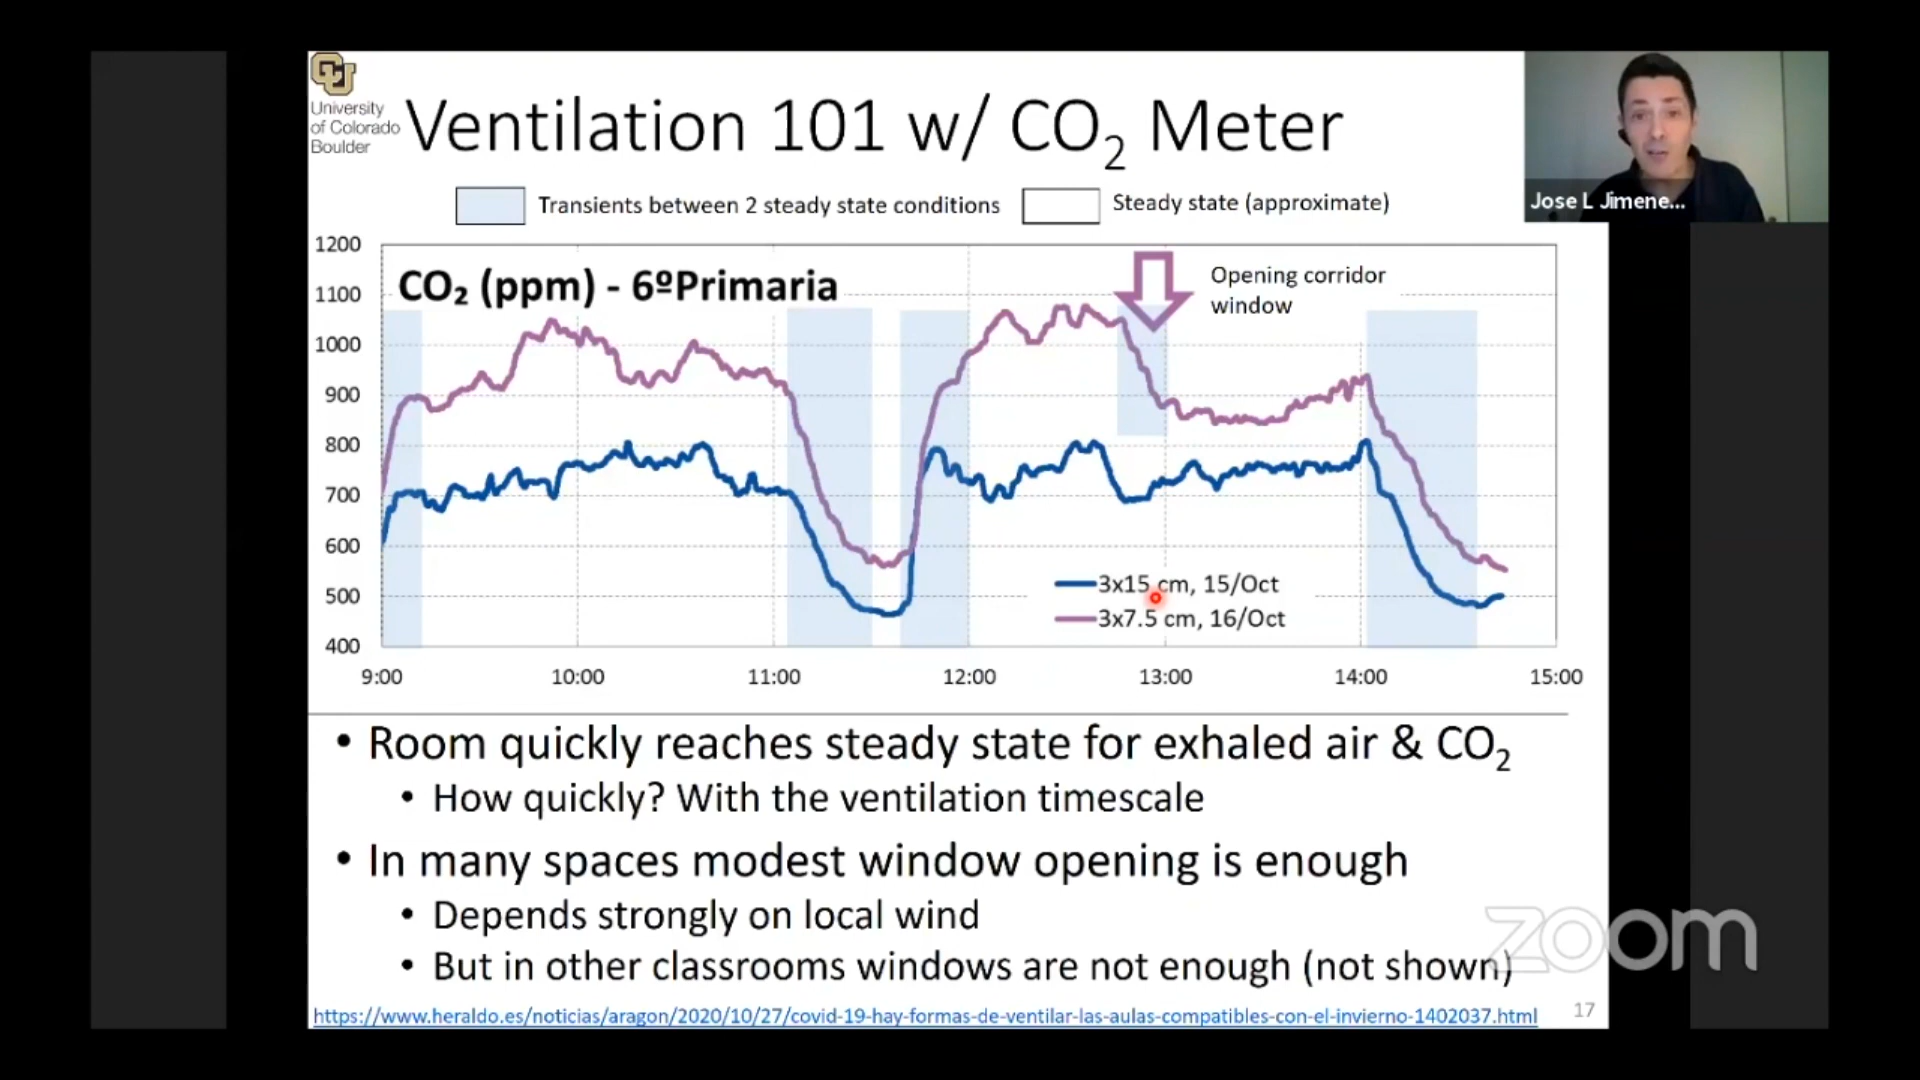 University
of Colorado
Boulder
Ventilation 101 w/ CO₂ Meter
Jose L Jimene...
Transients between 2 steady state conditions
Steady state (approximate)
CO₂ (ppm) - 6ºPrimaria
Opening corridor
window
1200
1100
1000
900
800
700
600
500
400
3x15 cm, 15/Oct
3x7.5 cm, 16/Oct
9:00 10:00 11:00 12:00 13:00 14:00 15:00
• Room quickly reaches steady state for exhaled air & CO₂
• How quickly? With the ventilation timescale
• In many spaces modest window opening is enough
• Depends strongly on local wind
• But in other classrooms windows are not enough (not shown)
zoom
https://www.heraldo.es/noticias/aragon/2020/10/27/covid-19-hay-formas-de-ventilar-las-aulas-compatibles-con-el-invierno-1402037.html
17